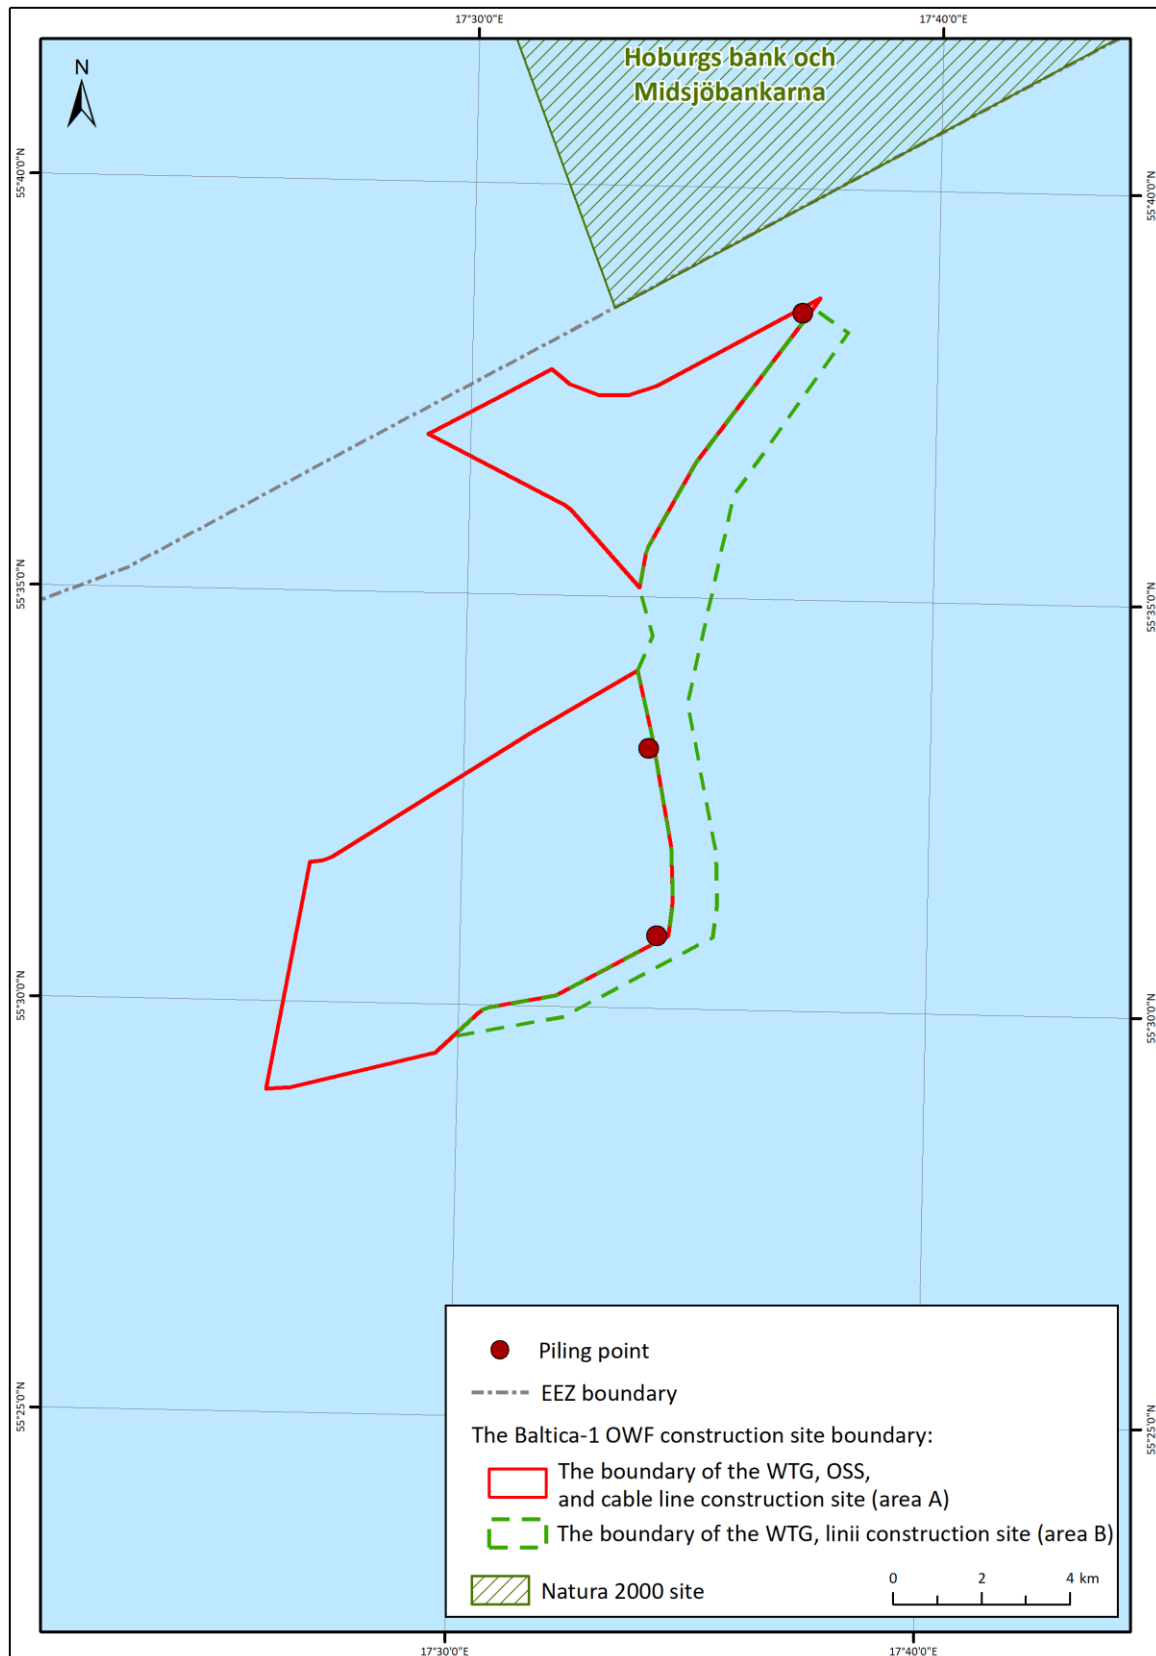 17°30'0"E
17°40'0"E
Hoburgs bank och
Midsjöbankarna
N
55°40'0"N
55°40'0"N
55°35'0"N
55°35'0"N
55°30'0"N
55°30'0"N
55°25'0"N
55°25'0"N
Piling point
EEZ boundary
The Baltica-1 OWF construction site boundary:
The boundary of the WTG, OSS,
and cable line construction site (area A)
The boundary of the WTG, linii construction site (area B)
Natura 2000 site
0 2 4 km
17°30'0"E
17°40'0"E